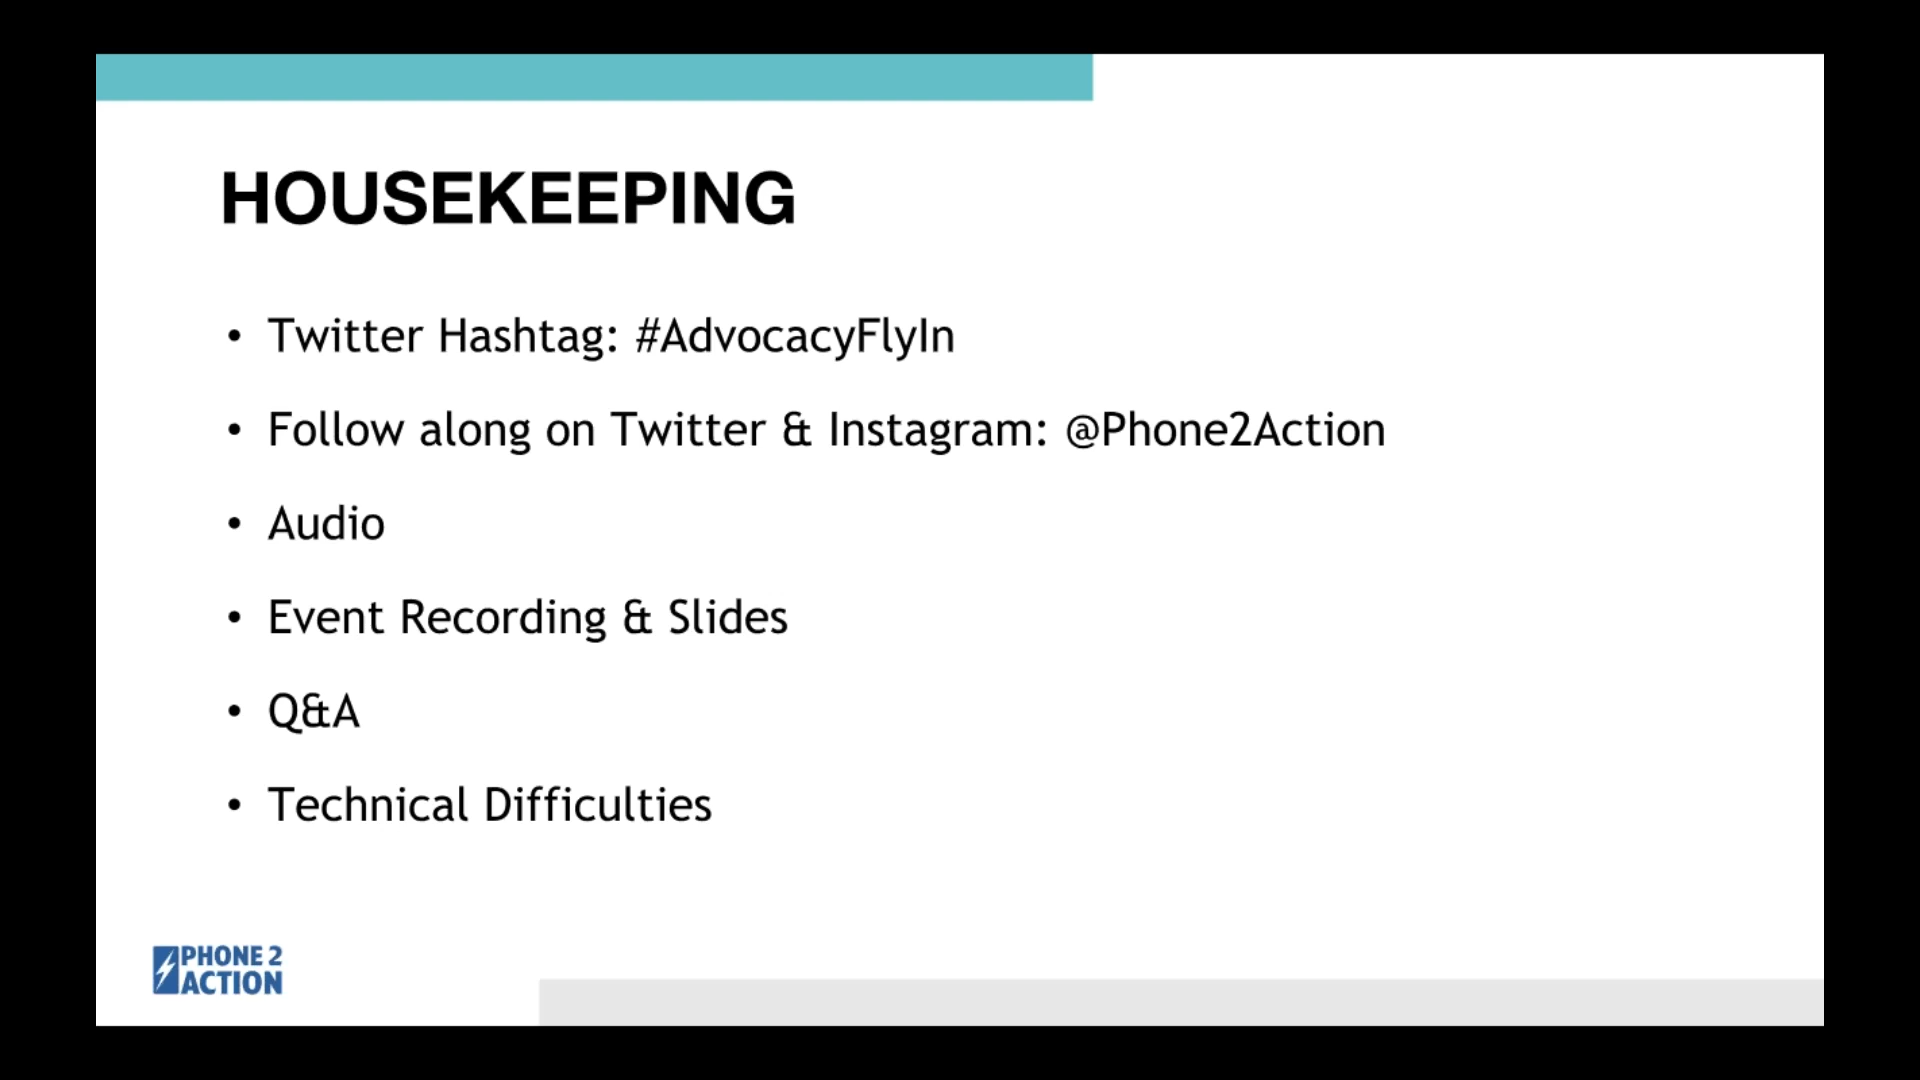 HOUSEKEEPING
• Twitter Hashtag: #AdvocacyFlyIn
• Follow along on Twitter & Instagram: @Phone2Action
• Audio
• Event Recording & Slides
• Q&A
• Technical Difficulties
PHONE 2
ACTION